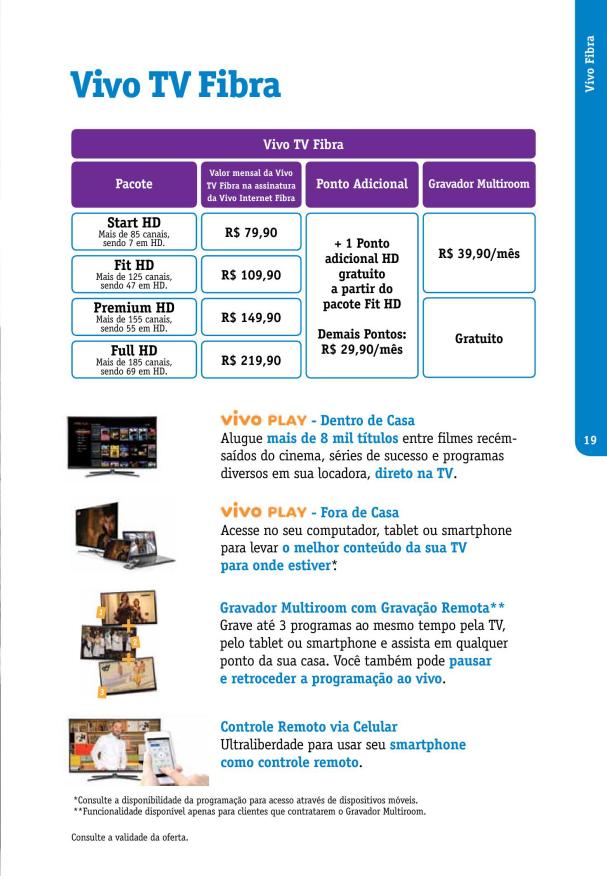 Vivo Fibra
Vivo TV Fibra
Vivo TV Fibra
Pacote
Valor mensal da Vivo
TV Fibra na assinatura
da Vivo Internet Fibra
Ponto Adicional
Gravador Multiroom
Start HD
Mais de 85 canais,
sendo 7 em HD.
R$ 79,90
Fit HD
Mais de 125 canais,
sendo 47 em HD.
R$ 109,90
Premium HD
Mais de 155 canais,
sendo 55 em HD.
R$ 149,90
Full HD
Mais de 185 canais,
sendo 69 em HD.
R$ 219,90
+ 1 Ponto
adicional HD
gratuito
a partir do
pacote Fit HD
Demais Pontos:
R$ 29,90/mês
R$ 39,90/mês
Gratuito
19
vivo PLAY - Dentro de Casa
Alugue mais de 8 mil títulos entre filmes recém-
saídos do cinema, séries de sucesso e programas
diversos em sua locadora, direto na TV.
vivo PLAY - Fora de Casa
Acesse no seu computador, tablet ou smartphone
para levar o melhor conteúdo da sua TV
para onde estiver*.
1
+
2
+
3
Gravador Multiroom com Gravação Remota**
Grave até 3 programas ao mesmo tempo pela TV,
pelo tablet ou smartphone e assista em qualquer
ponto da sua casa. Você também pode pausar
e retroceder a programação ao vivo.
Controle Remoto via Celular
Ultraliberdade para usar seu smartphone
como controle remoto.
*Consulte a disponibilidade da programação para acesso através de dispositivos móveis.
**Funcionalidade disponível apenas para clientes que contratarem o Gravador Multiroom.
Consulte a validade da oferta.